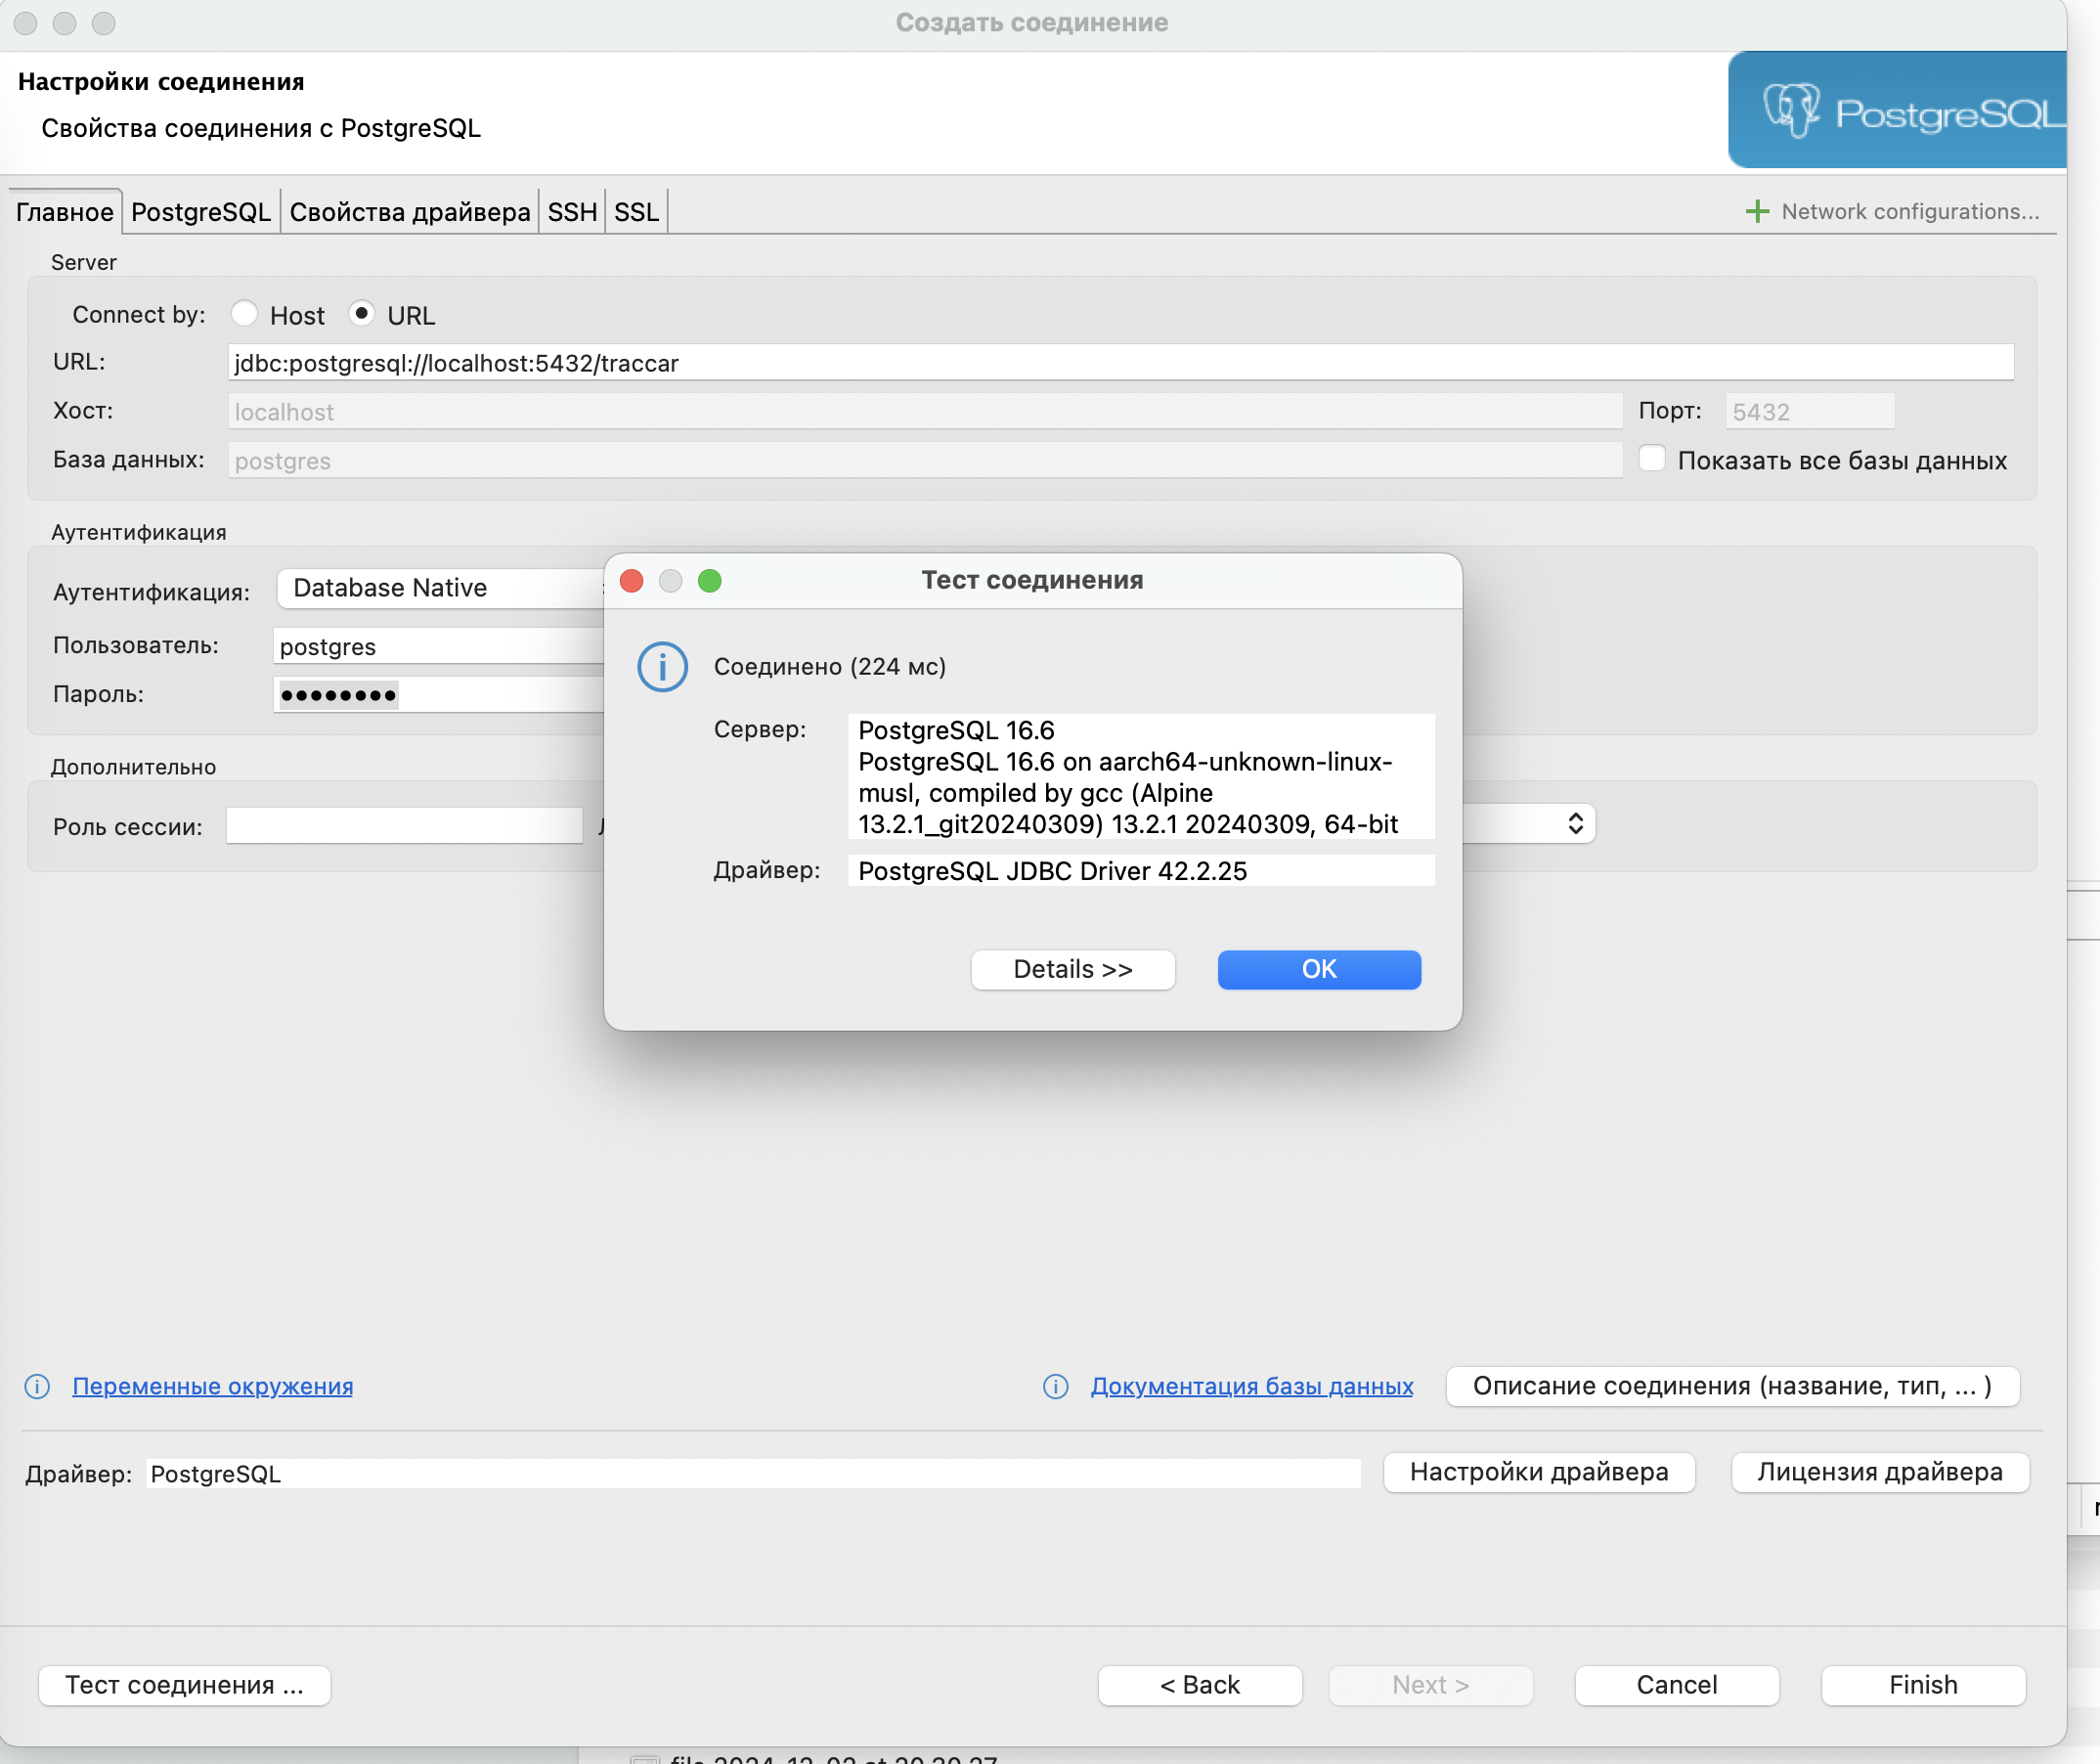 Создать соединение
Настройки соединения
Свойства соединения с PostgreSQL
PostgreSQL
Главное PostgreSQL Свойства драйвера SSH SSL Network configurations...
Server
Connect by: Host URL
URL: jdbc:postgresql://localhost:5432/traccar
Хост: localhost Порт: 5432
База данных: postgres Показать все базы данных
Аутентификация
Аутентификация: Database Native
Пользователь: postgres
Пароль: ••••••••
Дополнительно
Роль сессии:
Тест соединения
Соединено (224 мс)
Сервер: PostgreSQL 16.6
PostgreSQL 16.6 on aarch64-unknown-linux-
musl, compiled by gcc (Alpine
13.2.1_git20240309) 13.2.1 20240309, 64-bit
Драйвер: PostgreSQL JDBC Driver 42.2.25
Details >> OK
Переменные окружения Документация базы данных Описание соединения (название, тип, ... )
Драйвер: PostgreSQL Настройки драйвера Лицензия драйвера
Тест соединения ... < Back Next > Cancel Finish